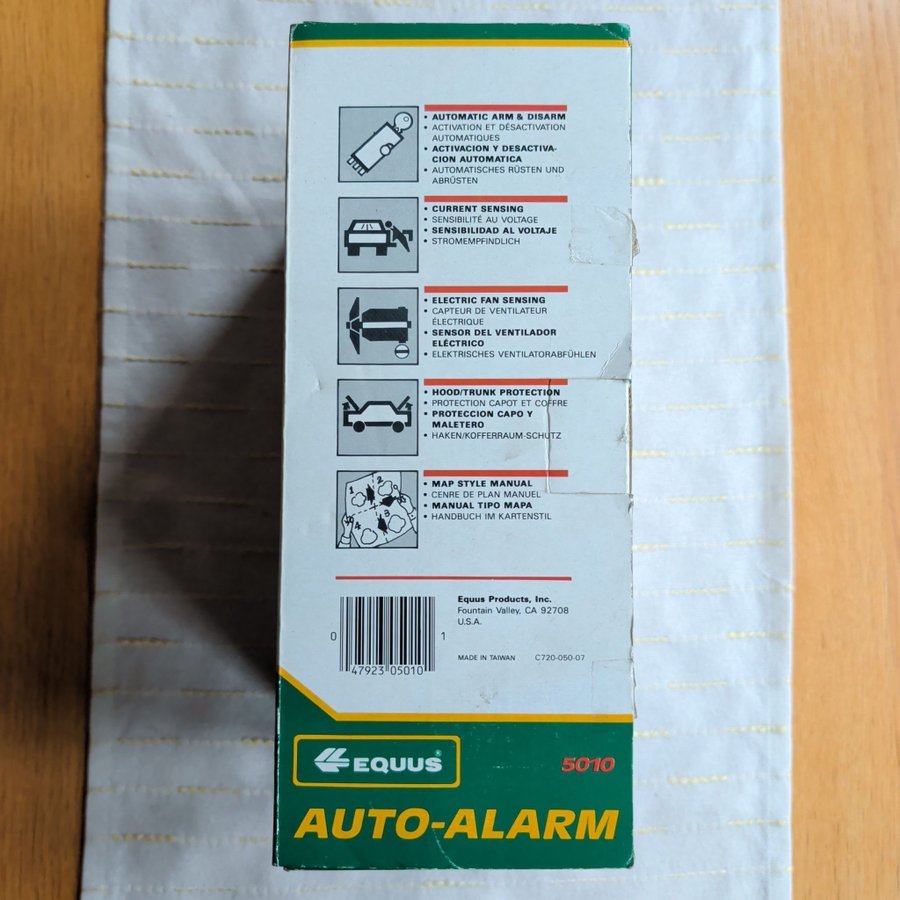 • AUTOMATIC ARM & DISARM
• ACTIVATION ET DÉSACTIVATION
AUTOMATIQUES
• ACTIVACION Y DESACTIVA-
CION AUTOMATICA
• AUTOMATISCHES RÜSTEN UND
ABRÜSTEN
• CURRENT SENSING
• SENSIBILITÉ AU VOLTAGE
• SENSIBILIDAD AL VOLTAJE
• STROMEMPFINDLICH
• ELECTRIC FAN SENSING
• CAPTEUR DE VENTILATEUR
ÉLECTRIQUE
• SENSOR DEL VENTILADOR
ELÉCTRICO
• ELEKTRISCHES VENTILATORABFÜHLEN
• HOOD/TRUNK PROTECTION
• PROTECTION CAPOT ET COFFRE
• PROTECCION CAPO Y
MALETERO
• HAKEN/KOFFERRAUM-SCHUTZ
1 2
3
4
• MAP STYLE MANUAL
• CENRE DE PLAN MANUEL
• MANUAL TIPO MAPA
• HANDBUCH IM KARTENSTIL
0 47923 05010 1
Equus Products, Inc.
Fountain Valley, CA 92708
U.S.A.
MADE IN TAIWAN C720-050-07
EQUUS® 5010
AUTO-ALARM